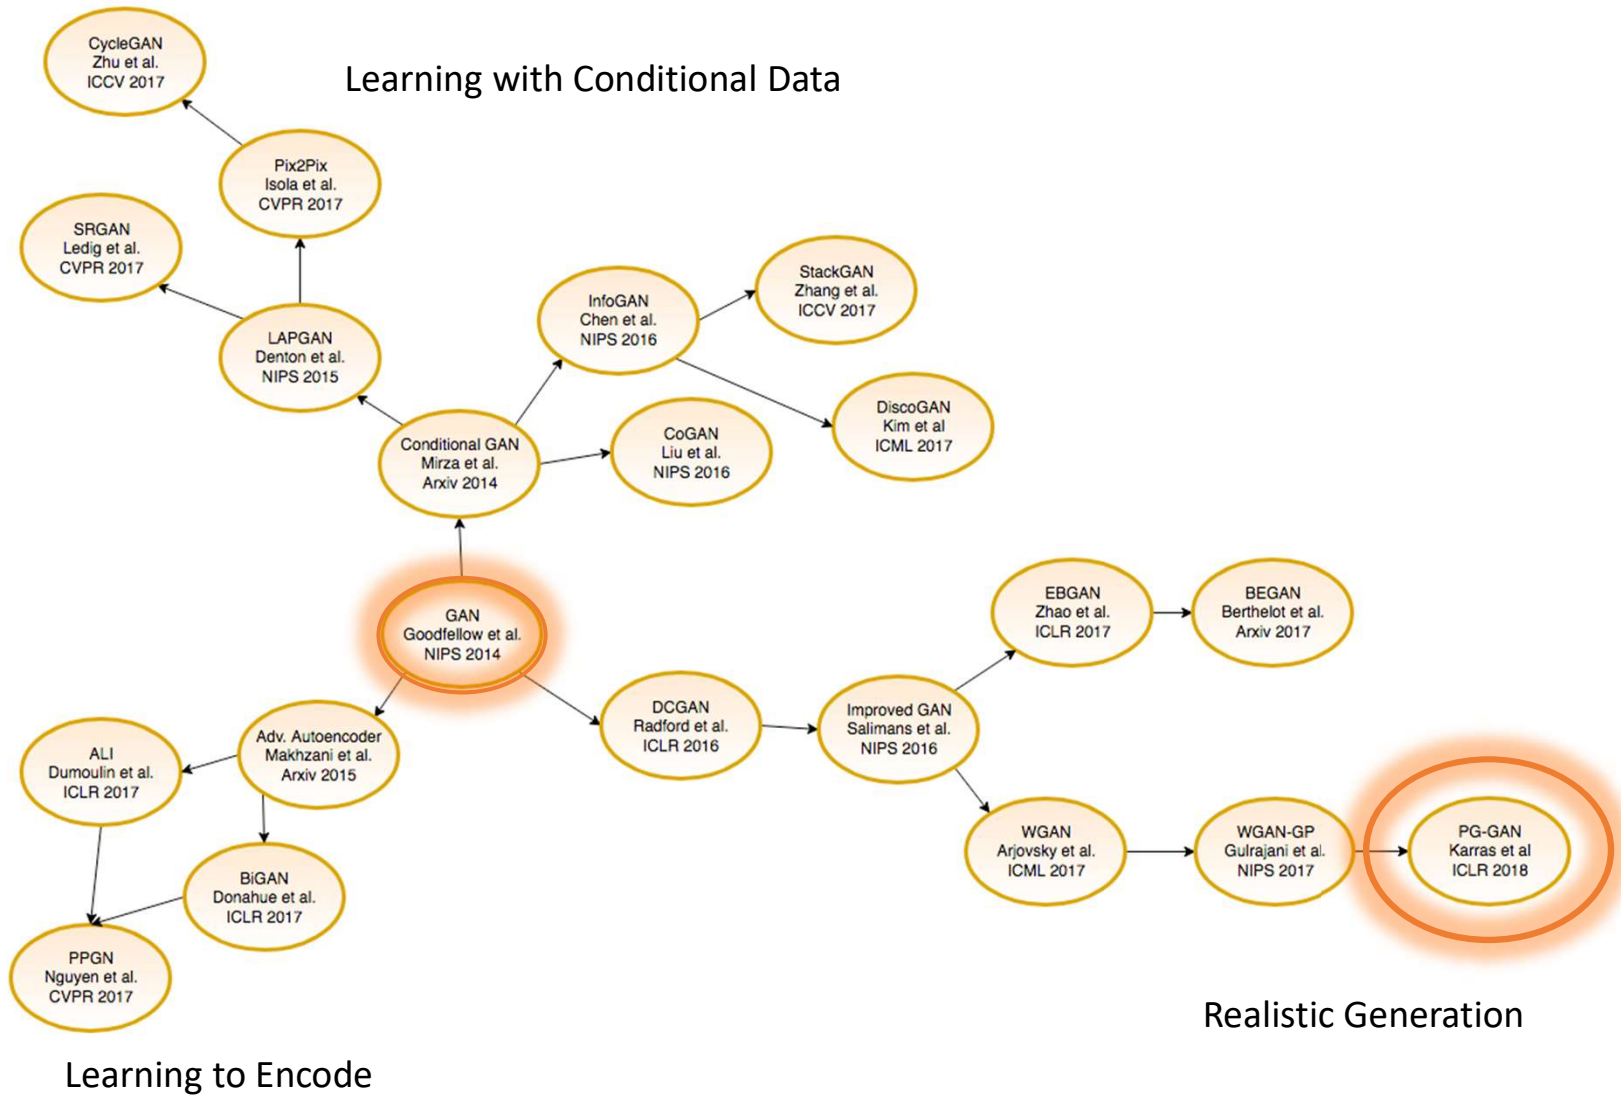 CycleGAN
Zhu et al.
ICCV 2017
Learning with Conditional Data
Pix2Pix
Isola et al.
CVPR 2017
SRGAN
Ledig et al.
CVPR 2017
StackGAN
Zhang et al.
ICCV 2017
InfoGAN
Chen et al.
NIPS 2016
LAPGAN
Denton et al.
NIPS 2015
DiscoGAN
Kim et al
ICML 2017
CoGAN
Liu et al.
NIPS 2016
Conditional GAN
Mirza et al.
Arxiv 2014
GAN
Goodfellow et al.
NIPS 2014
EBGAN
Zhao et al.
ICLR 2017
BEGAN
Berthelot et al.
Arxiv 2017
DCGAN
Radford et al.
ICLR 2016
Improved GAN
Salimans et al.
NIPS 2016
Adv. Autoencoder
Makhzani et al.
Arxiv 2015
ALI
Dumoulin et al.
ICLR 2017
WGAN
Arjovsky et al.
ICML 2017
WGAN-GP
Gulrajani et al.
NIPS 2017
PG-GAN
Karras et al
ICLR 2018
BiGAN
Donahue et al.
ICLR 2017
PPGN
Nguyen et al.
CVPR 2017
Realistic Generation
Learning to Encode